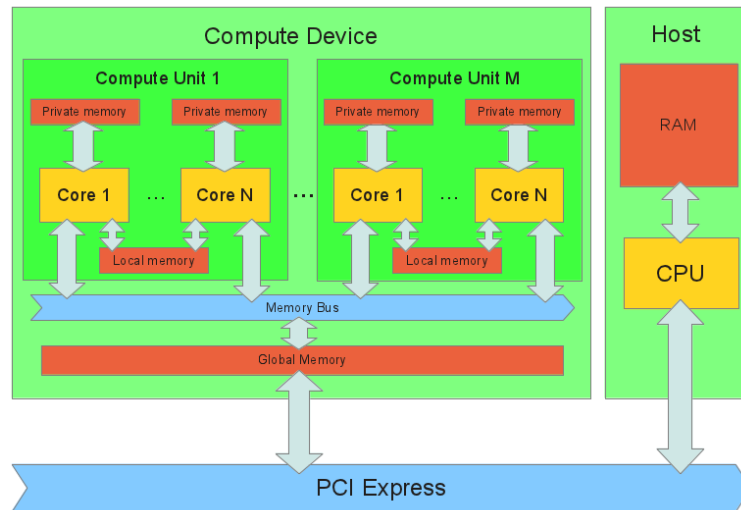 Compute Device
Host
Compute Unit 1
Compute Unit M
Private memory
Private memory
Private memory
Private memory
RAM
Core 1
...
Core N
...
Core 1
...
Core N
Local memory
Local memory
CPU
Memory Bus
Global Memory
PCI Express